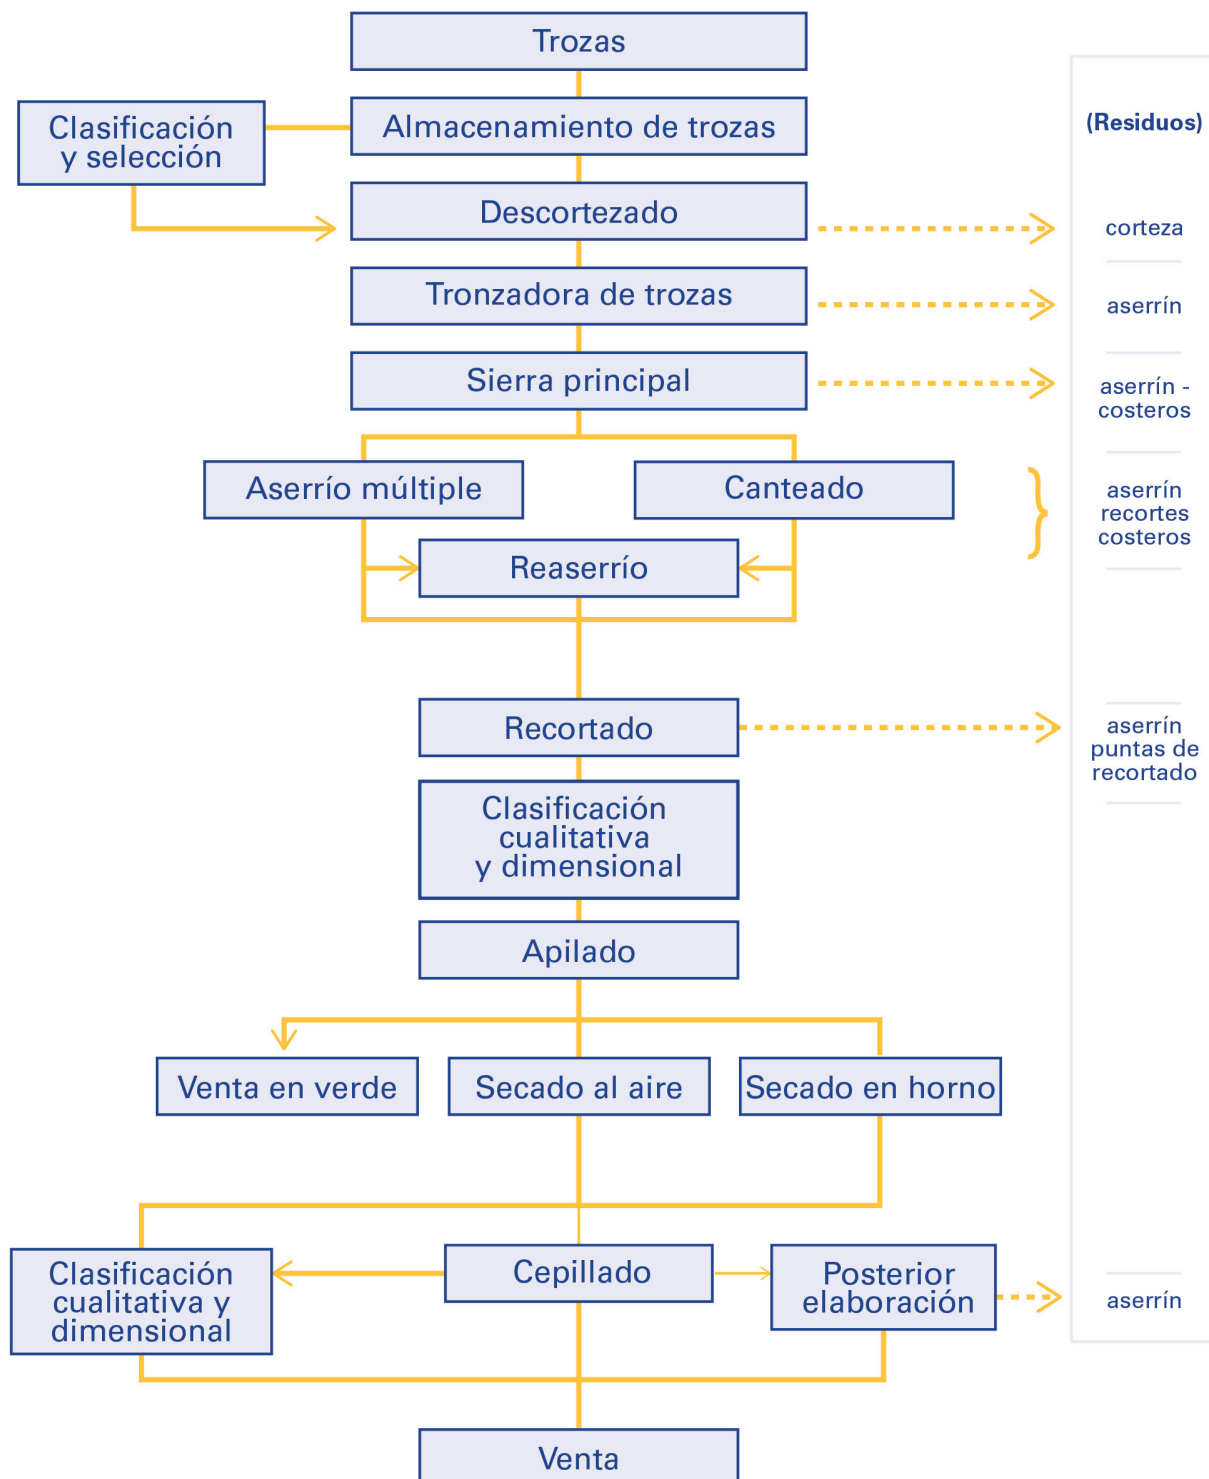 Trozas
(Residuos)
Clasificación
y selección
Almacenamiento de trozas
Descortezado
corteza
Tronzadora de trozas
aserrín
Sierra principal
aserrín -
costeros
Aserrío múltiple
Canteado
aserrín
recortes
costeros
Reaserrío
Recortado
aserrín
puntas de
recortado
Clasificación
cualitativa
y dimensional
Apilado
Venta en verde
Secado al aire
Secado en horno
Clasificación
cualitativa y
dimensional
Cepillado
Posterior
elaboración
aserrín
Venta